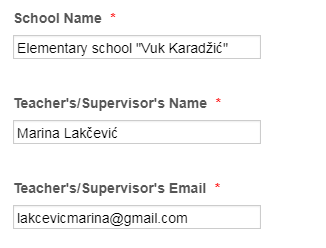 School Name *
Elementary school "Vuk Karadžić"
Teacher's/Supervisor's Name *
Marina Lakčević
Teacher's/Supervisor's Email *
lakcevicmarina@gmail.com